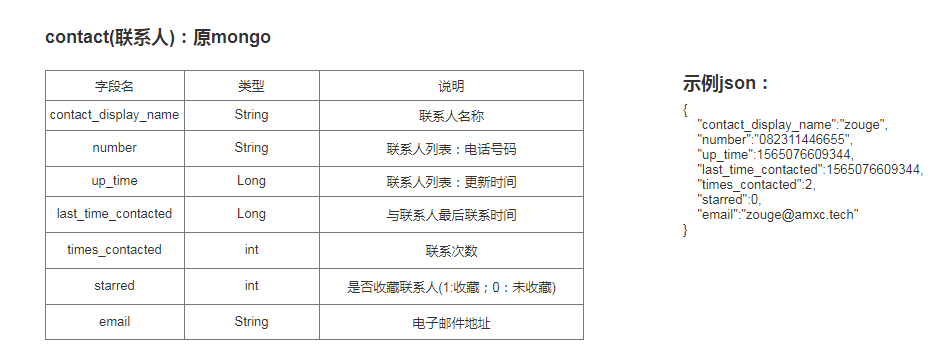 contact(联系人)：原mongo
字段名 类型 说明
contact_display_name String 联系人名称
number String 联系人列表：电话号码
up_time Long 联系人列表：更新时间
last_time_contacted Long 与联系人最后联系时间
times_contacted int 联系次数
starred int 是否收藏联系人(1:收藏；0：未收藏)
email String 电子邮件地址
示例json：
{
"contact_display_name":"zouge",
"number":"082311446655",
"up_time":1565076609344,
"last_time_contacted":1565076609344,
"times_contacted":2,
"starred":0,
"email":"zouge@amxc.tech"
}